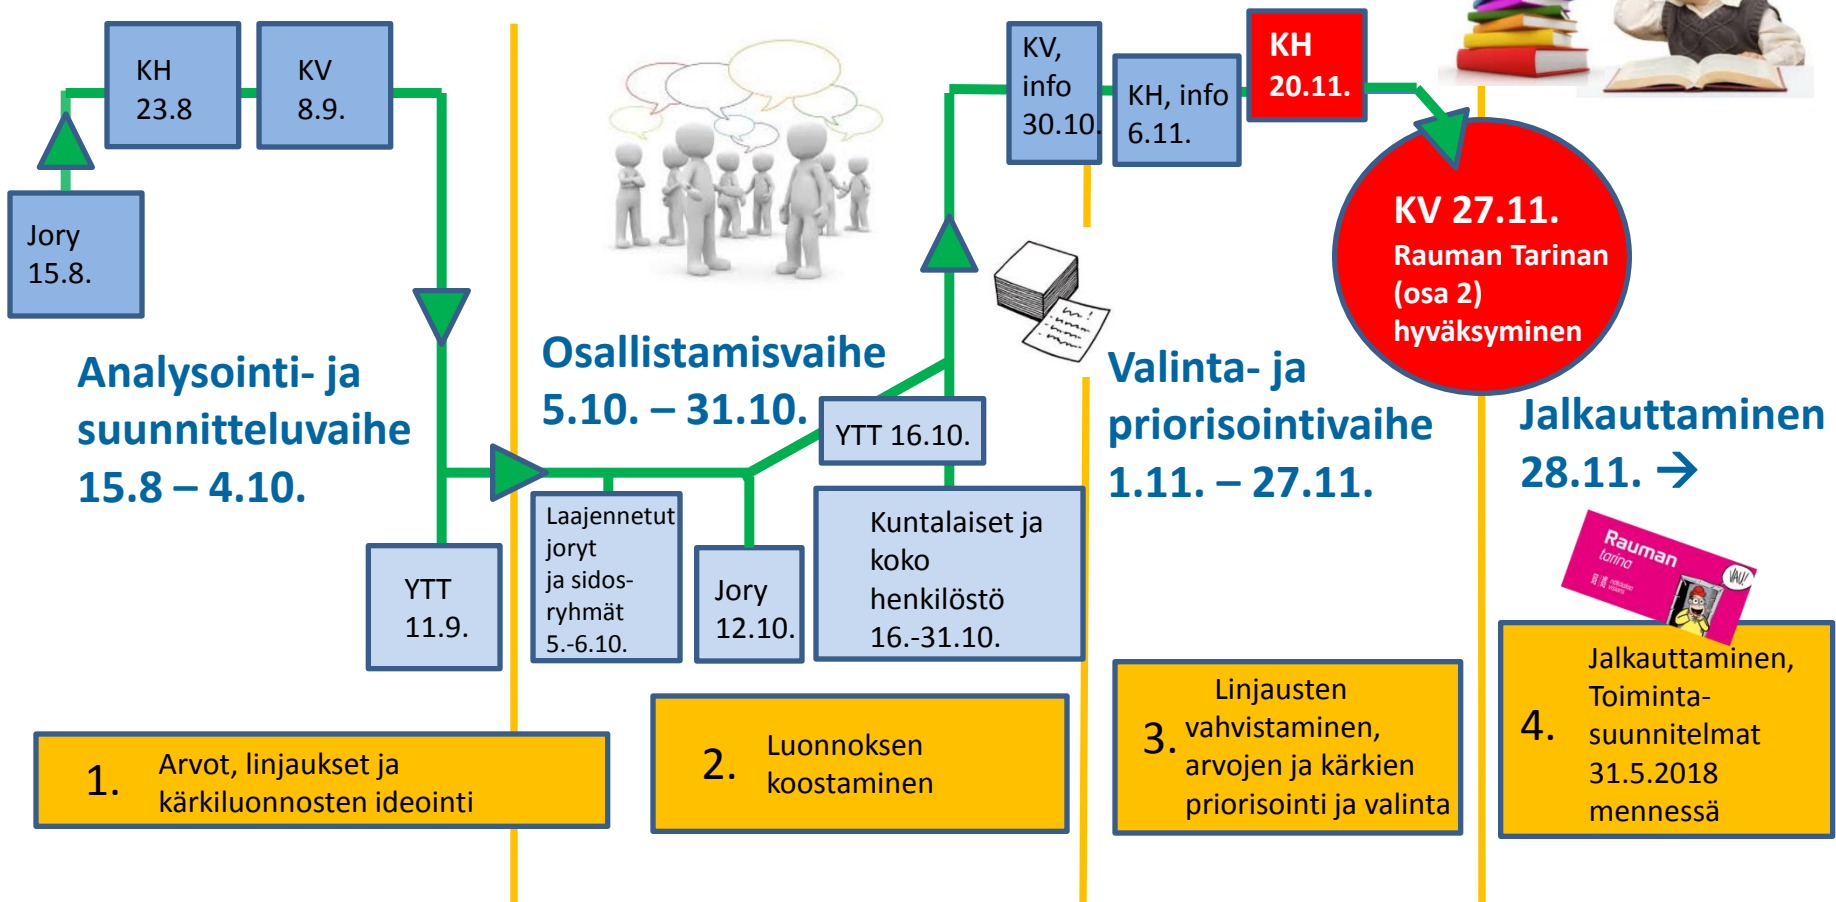 KH
23.8
KV
8.9.
Jory
15.8.
Analysointi- ja
suunnitteluvaihe
15.8 – 4.10.
YTT
11.9.
1.
Arvot, linjaukset ja
kärkiluonnosten ideointi
Osallistamisvaihe
5.10. – 31.10.
YTT 16.10.
Laajennetut
joryt
ja sidos-
ryhmät
5.-6.10.
Jory
12.10.
Kuntalaiset ja
koko
henkilöstö
16.-31.10.
2.
Luonnoksen
koostaminen
KV,
info
30.10.
KH, info
6.11.
KH
20.11.
KV 27.11.
Rauman Tarinan
(osa 2)
hyväksyminen
Valinta- ja
priorisointivaihe
1.11. – 27.11.
3.
Linjausten
vahvistaminen,
arvojen ja kärkien
priorisointi ja valinta
Jalkauttaminen
28.11. →
Rauman
tarina
VAU!
4.
Jalkauttaminen,
Toiminta-
suunnitelmat
31.5.2018
mennessä